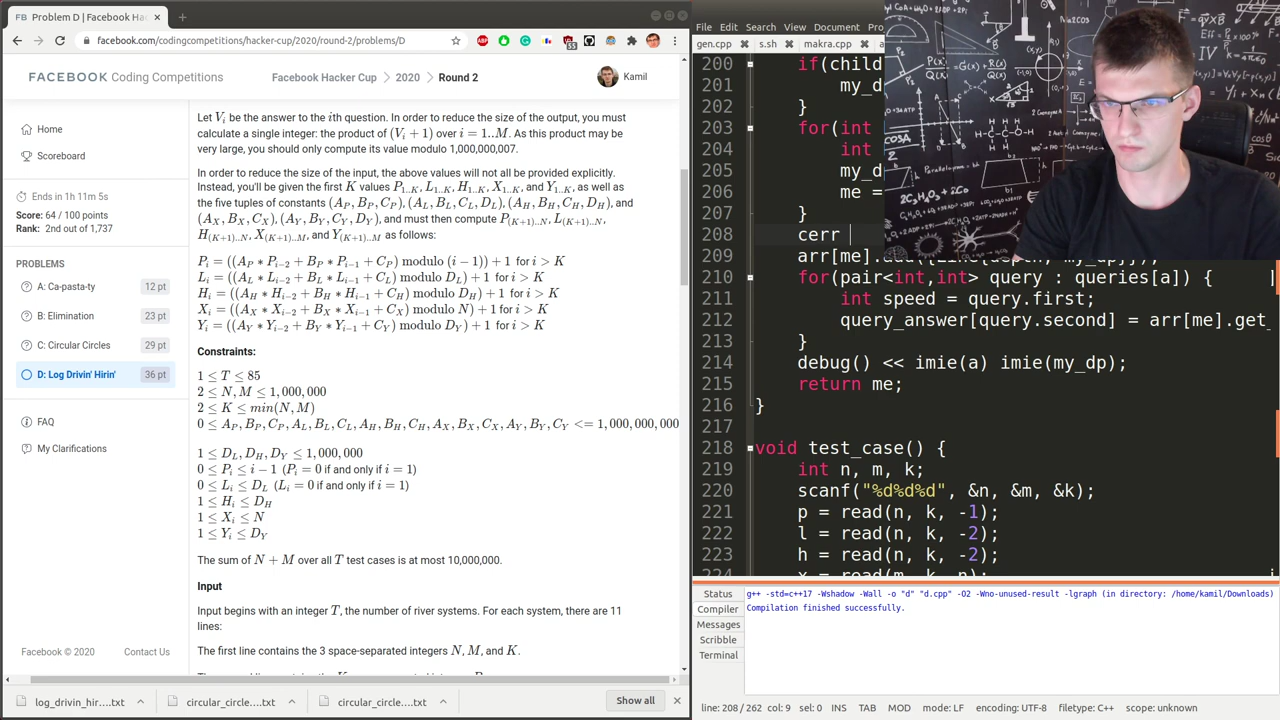 Problem D | Facebook Hac
facebook.com/codingcompetitions/hacker-cup/2020/round-2/problems/D
FACEBOOK Coding Competitions
Facebook Hacker Cup
2020
Round 2
Kamil
Home
Scoreboard
Ends in 1h 11m 5s
Score: 64 / 100 points
Rank: 2nd out of 1,737
PROBLEMS
A: Ca-pasta-ty 12 pt
B: Elimination 23 pt
C: Circular Circles 29 pt
D: Log Drivin' Hirin' 36 pt
FAQ
My Clarifications
Facebook © 2020 Contact Us
Let V_i be the answer to the ith question. In order to reduce the size of the output, you must
calculate a single integer: the product of (V_i + 1) over i = 1..M. As this product may be
very large, you should only compute its value modulo 1,000,000,007.
In order to reduce the size of the input, the above values will not all be provided explicitly.
Instead, you'll be given the first K values P_1..K, L_1..K, H_1..K, X_1..K, and Y_1..K, as well as
the five tuples of constants (A_P, B_P, C_P), (A_L, B_L, C_L, D_L), (A_H, B_H, C_H, D_H), and
(A_X, B_X, C_X), (A_Y, B_Y, C_Y, D_Y), and must then compute P_(K+1)..N, L_(K+1)..N,
H_(K+1)..N, X_(K+1)..M, and Y_(K+1)..M as follows:
P_i = ((A_P * P_i−2 + B_P * P_i−1 + C_P) modulo (i − 1)) + 1 for i > K
L_i = ((A_L * L_i−2 + B_L * L_i−1 + C_L) modulo D_L) + 1 for i > K
H_i = ((A_H * H_i−2 + B_H * H_i−1 + C_H) modulo D_H) + 1 for i > K
X_i = ((A_X * X_i−2 + B_X * X_i−1 + C_X) modulo N) + 1 for i > K
Y_i = ((A_Y * Y_i−2 + B_Y * Y_i−1 + C_Y) modulo D_Y) + 1 for i > K
Constraints:
1 ≤ T ≤ 85
2 ≤ N, M ≤ 1,000,000
2 ≤ K ≤ min(N, M)
0 ≤ A_P, B_P, C_P, A_L, B_L, C_L, A_H, B_H, C_H, A_X, B_X, C_X, A_Y, B_Y, C_Y <= 1,000,000,000
1 ≤ D_L, D_H, D_Y ≤ 1,000,000
0 ≤ P_i ≤ i − 1 (P_i = 0 if and only if i = 1)
0 ≤ L_i ≤ D_L (L_i = 0 if and only if i = 1)
1 ≤ H_i ≤ D_H
1 ≤ X_i ≤ N
1 ≤ Y_i ≤ D_Y
The sum of N + M over all T test cases is at most 10,000,000.
Input
Input begins with an integer T, the number of river systems. For each system, there are 11
lines:
The first line contains the 3 space-separated integers N, M, and K.
log_drivin_hir....txt
circular_circle....txt
circular_circle....txt
Show all
File Edit Search View Document
gen.cpp s.sh makra.cpp
200 if(child
201 my_d
202 }
203 for(int
204 int
205 my_d
206 me =
207 }
208 cerr
209
210 for(pair<int,int> query : queries[a]) {
211 int speed = query.first;
212 query_answer[query.second] = arr[me].get_
213 }
214 debug() << imie(a) imie(my_dp);
215 return me;
216 }
217
218 void test_case() {
219 int n, m, k;
220 scanf("%d%d%d", &n, &m, &k);
221 p = read(n, k, -1);
222 l = read(n, k, -2);
223 h = read(n, k, -2);
224 x = read(m, k, n);
Status
Compiler
Messages
Scribble
Terminal
g++ -std=c++17 -Wshadow -Wall -o "d" "d.cpp" -O2 -Wno-unused-result -lgraph (in directory: /home/kamil/Downloads)
Compilation finished successfully.
line: 208 / 262 col: 9 sel: 0 INS TAB MOD mode: LF encoding: UTF-8 filetype: C++ scope: unknown